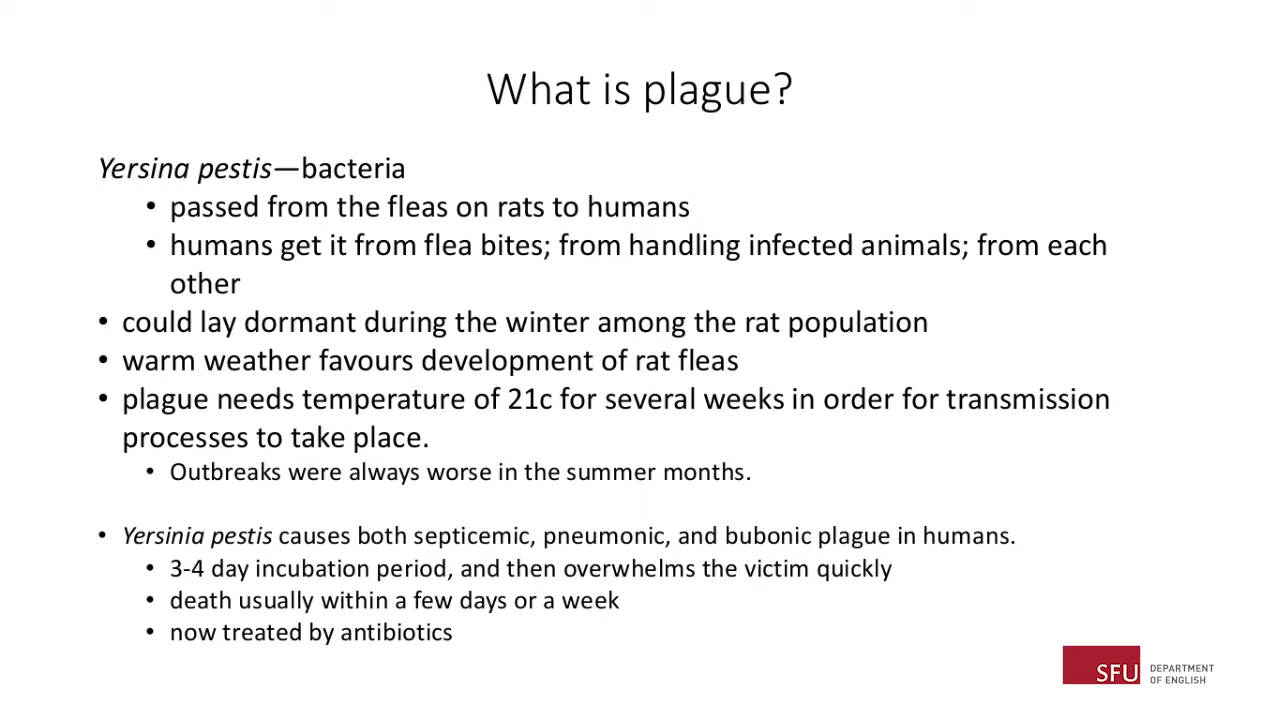 What is plague?
Yersina pestis—bacteria
• passed from the fleas on rats to humans
• humans get it from flea bites; from handling infected animals; from each
other
• could lay dormant during the winter among the rat population
• warm weather favours development of rat fleas
• plague needs temperature of 21c for several weeks in order for transmission
processes to take place.
• Outbreaks were always worse in the summer months.
• Yersinia pestis causes both septicemic, pneumonic, and bubonic plague in humans.
• 3-4 day incubation period, and then overwhelms the victim quickly
• death usually within a few days or a week
• now treated by antibiotics
SFU
DEPARTMENT
OF ENGLISH